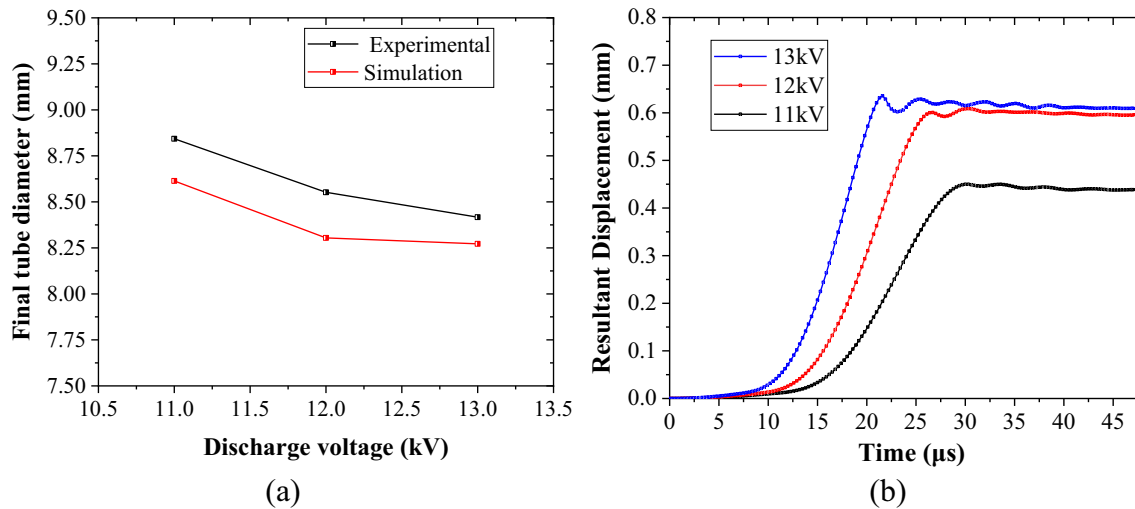 9.50
9.25
9.00
8.75
8.50
8.25
8.00
7.75
7.50
Final tube diameter (mm)
Experimental
Simulation
10.5 11.0 11.5 12.0 12.5 13.0 13.5
Discharge voltage (kV)
(a)
0.8
0.7
0.6
0.5
0.4
0.3
0.2
0.1
0.0
Resultant Displacement (mm)
13kV
12kV
11kV
0 5 10 15 20 25 30 35 40 45
Time (μs)
(b)